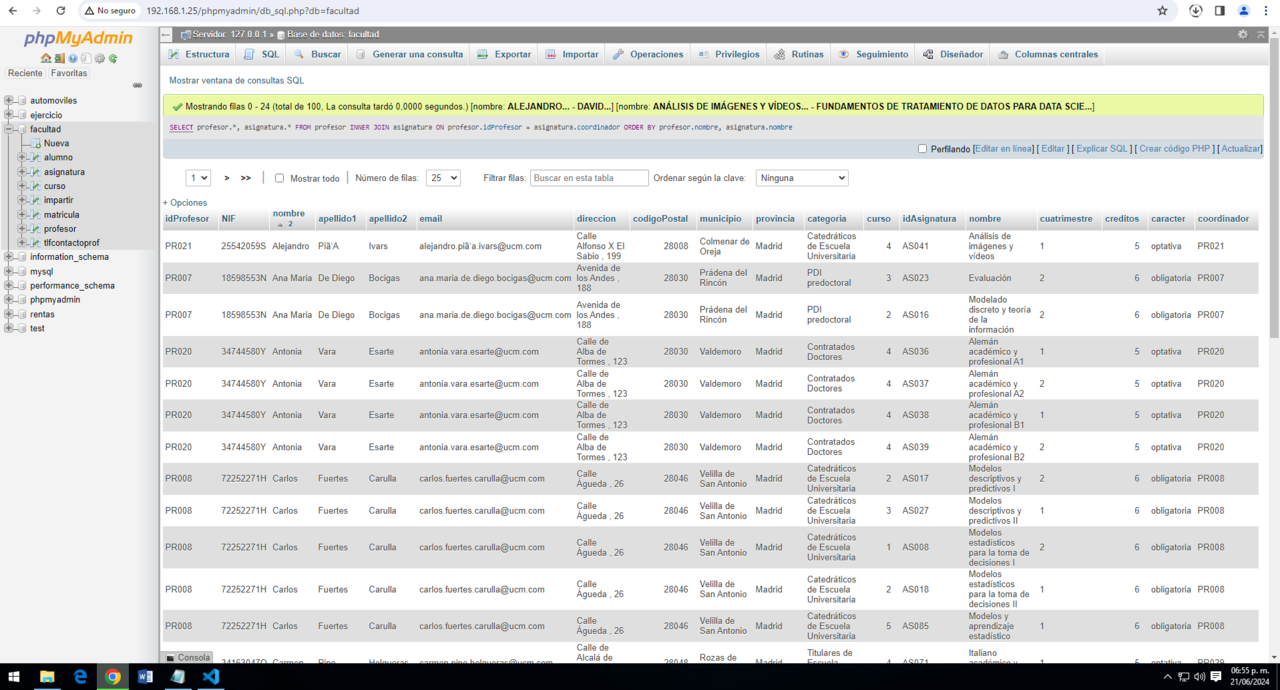 No seguro
192.168.1.25/phpmyadmin/db_sql.php?db=facultad
phpMyAdmin
Reciente Favoritas
automoviles
ejercicio
facultad
Nueva
alumno
asignatura
curso
impartir
matricula
profesor
tlfcontactoprof
information_schema
mysql
performance_schema
phpmyadmin
rentas
test
Servidor: 127.0.0.1 » Base de datos: facultad
Estructura SQL Buscar Generar una consulta Exportar Importar Operaciones Privilegios Rutinas Seguimiento Diseñador Columnas centrales
Mostrar ventana de consultas SQL
Mostrando filas 0 - 24 (total de 100, La consulta tardó 0,0000 segundos.) [nombre: ALEJANDRO... - DAVID...] [nombre: ANÁLISIS DE IMÁGENES Y VÍDEOS... - FUNDAMENTOS DE TRATAMIENTO DE DATOS PARA DATA SCIE...]
SELECT profesor.*, asignatura.* FROM profesor INNER JOIN asignatura ON profesor.idProfesor = asignatura.coordinador ORDER BY profesor.nombre, asignatura.nombre
Perfilando [Editar en línea] [ Editar ] [ Explicar SQL ] [ Crear código PHP ] [ Actualizar]
1 > >> Mostrar todo Número de filas: 25 Filtrar filas: Buscar en esta tabla Ordenar según la clave: Ninguna
+ Opciones
idProfesor NIF nombre 2 apellido1 apellido2 email direccion codigoPostal municipio provincia categoria curso idAsignatura nombre cuatrimestre creditos caracter coordinador
PR021 25542059S Alejandro Piã'A Ivars alejandro.piã'a.ivars@ucm.com Calle Alfonso X El Sabio , 199 28008 Colmenar de Oreja Madrid Catedráticos de Escuela Universitaria 4 AS041 Análisis de imágenes y vídeos 1 5 optativa PR021
PR007 18598553N Ana Maria De Diego Bocigas ana.maria.de.diego.bocigas@ucm.com Avenida de los Andes , 188 28030 Prádena del Rincón Madrid PDI predoctoral 3 AS023 Evaluación 2 6 obligatoria PR007
PR007 18598553N Ana Maria De Diego Bocigas ana.maria.de.diego.bocigas@ucm.com Avenida de los Andes , 188 28030 Prádena del Rincón Madrid PDI predoctoral 2 AS016 Modelado discreto y teoría de la información 2 6 obligatoria PR007
PR020 34744580Y Antonia Vara Esarte antonia.vara.esarte@ucm.com Calle de Alba de Tormes , 123 28030 Valdemoro Madrid Contratados Doctores 4 AS036 Alemán académico y profesional A1 1 5 optativa PR020
PR020 34744580Y Antonia Vara Esarte antonia.vara.esarte@ucm.com Calle de Alba de Tormes , 123 28030 Valdemoro Madrid Contratados Doctores 4 AS037 Alemán académico y profesional A2 2 5 optativa PR020
PR020 34744580Y Antonia Vara Esarte antonia.vara.esarte@ucm.com Calle de Alba de Tormes , 123 28030 Valdemoro Madrid Contratados Doctores 4 AS038 Alemán académico y profesional B1 1 5 optativa PR020
PR020 34744580Y Antonia Vara Esarte antonia.vara.esarte@ucm.com Calle de Alba de Tormes , 123 28030 Valdemoro Madrid Contratados Doctores 4 AS039 Alemán académico y profesional B2 2 5 optativa PR020
PR008 72252271H Carlos Fuertes Carulla carlos.fuertes.carulla@ucm.com Calle Águeda , 26 28046 Velilla de San Antonio Madrid Catedráticos de Escuela Universitaria 2 AS017 Modelos descriptivos y predictivos I 2 6 obligatoria PR008
PR008 72252271H Carlos Fuertes Carulla carlos.fuertes.carulla@ucm.com Calle Águeda , 26 28046 Velilla de San Antonio Madrid Catedráticos de Escuela Universitaria 3 AS027 Modelos descriptivos y predictivos II 1 6 obligatoria PR008
PR008 72252271H Carlos Fuertes Carulla carlos.fuertes.carulla@ucm.com Calle Águeda , 26 28046 Velilla de San Antonio Madrid Catedráticos de Escuela Universitaria 1 AS008 Modelos estadísticos para la toma de decisiones I 2 6 obligatoria PR008
PR008 72252271H Carlos Fuertes Carulla carlos.fuertes.carulla@ucm.com Calle Águeda , 26 28046 Velilla de San Antonio Madrid Catedráticos de Escuela Universitaria 2 AS018 Modelos estadísticos para la toma de decisiones II 1 6 obligatoria PR008
PR008 72252271H Carlos Fuertes Carulla carlos.fuertes.carulla@ucm.com Calle Águeda , 26 28046 Velilla de San Antonio Madrid Catedráticos de Escuela Universitaria 5 AS085 Modelos y aprendizaje estadístico 1 6 obligatoria PR008
Calle de Alcalá de Rozas de Titulares de Escuela Italiano académico y
Consola
06:55 p. m.
21/06/2024